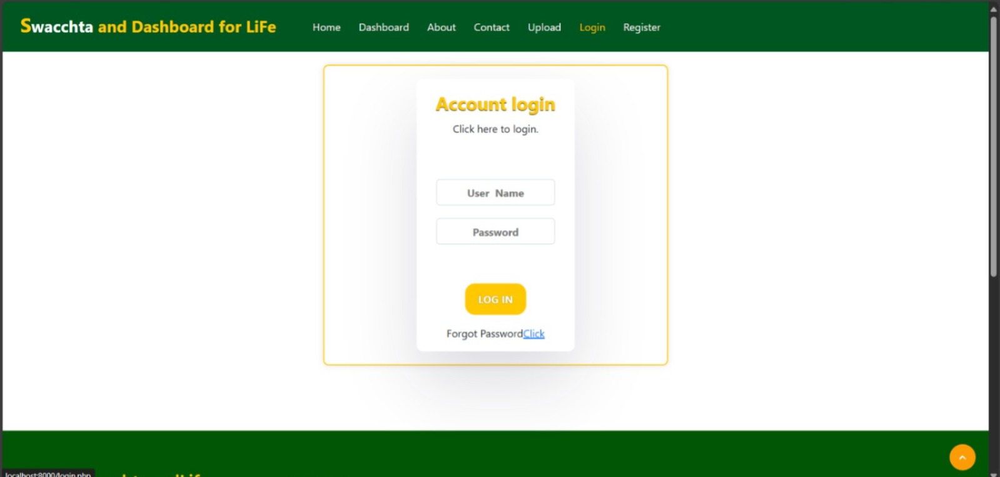 Swacchta and Dashboard for LiFe Home Dashboard About Contact Upload Login Register
Account login
Click here to login.
User Name
Password
LOG IN
Forgot PasswordClick
localhost:8000/login.php